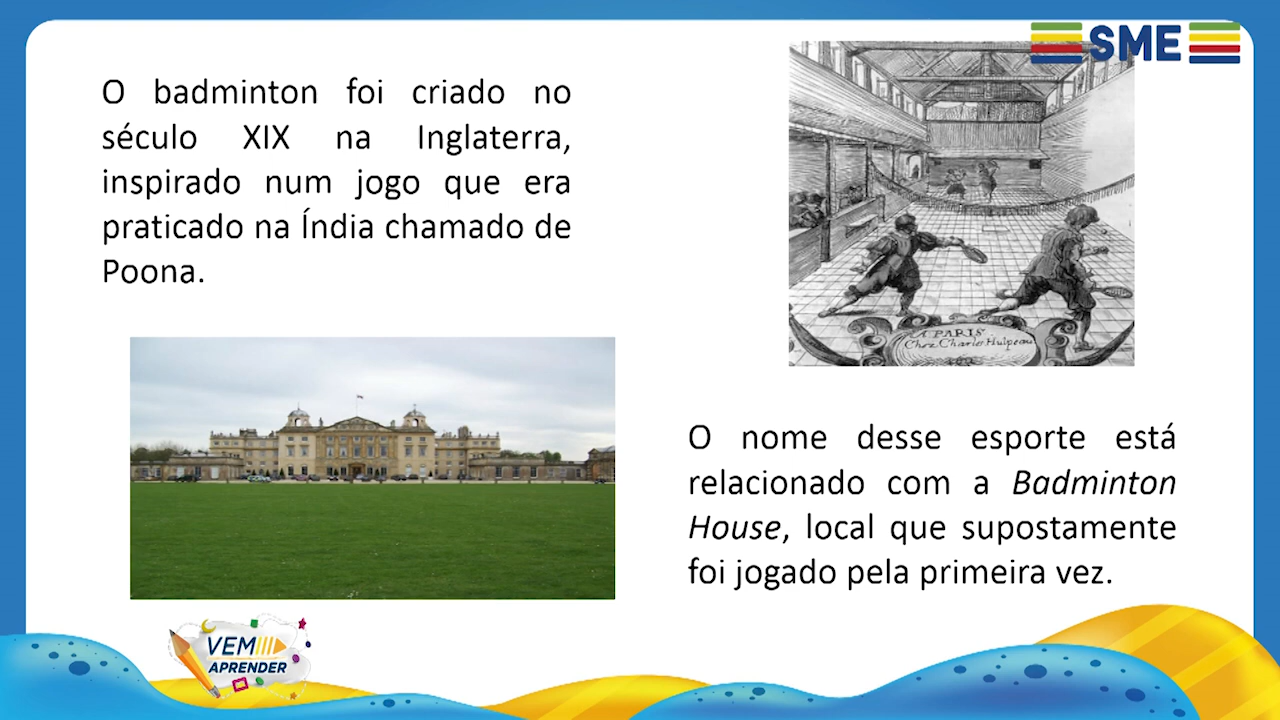 SME
O badminton foi criado no
século XIX na Inglaterra,
inspirado num jogo que era
praticado na Índia chamado de
Poona.
A PARIS
Chez Charles Hulpeau
O nome desse esporte está
relacionado com a Badminton
House, local que supostamente
foi jogado pela primeira vez.
VEM
APRENDER